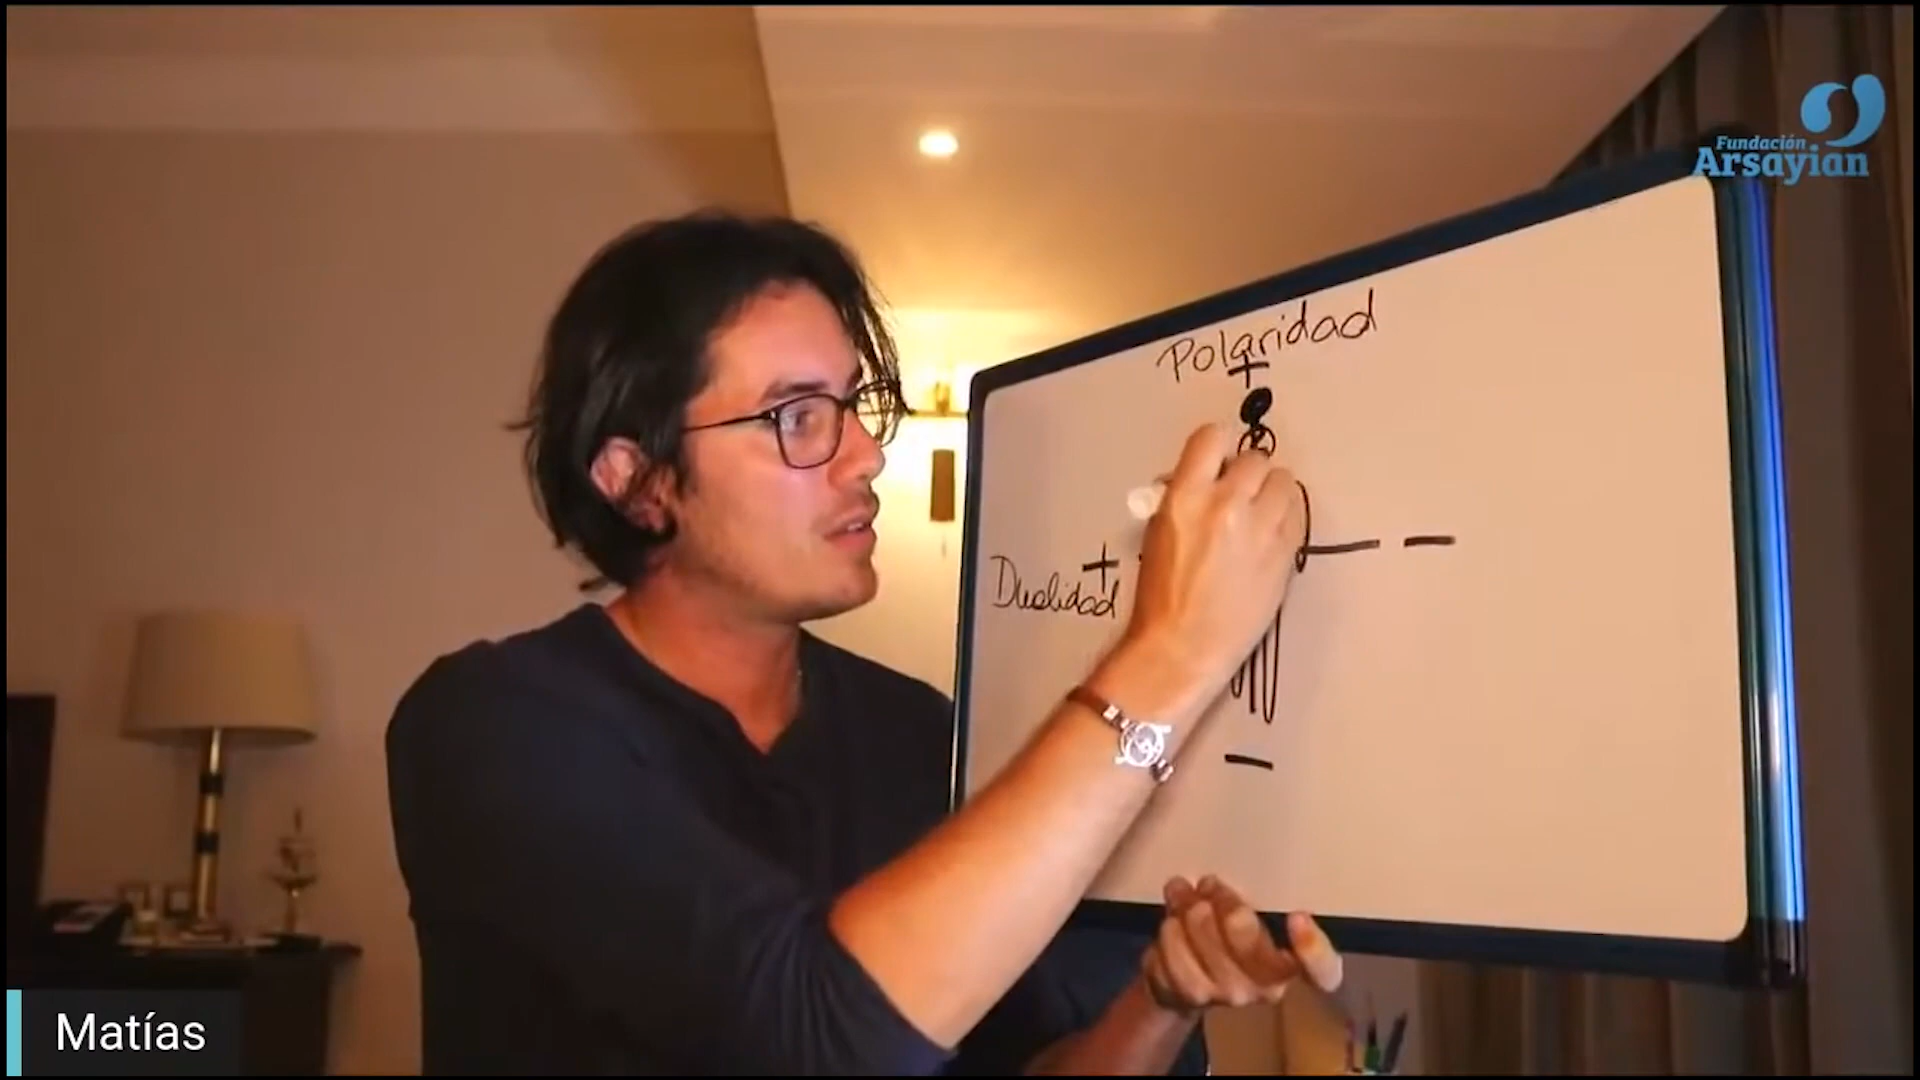 Fundación
Arsayian
Polaridad
+
+
—
Dualidad
—
Matías